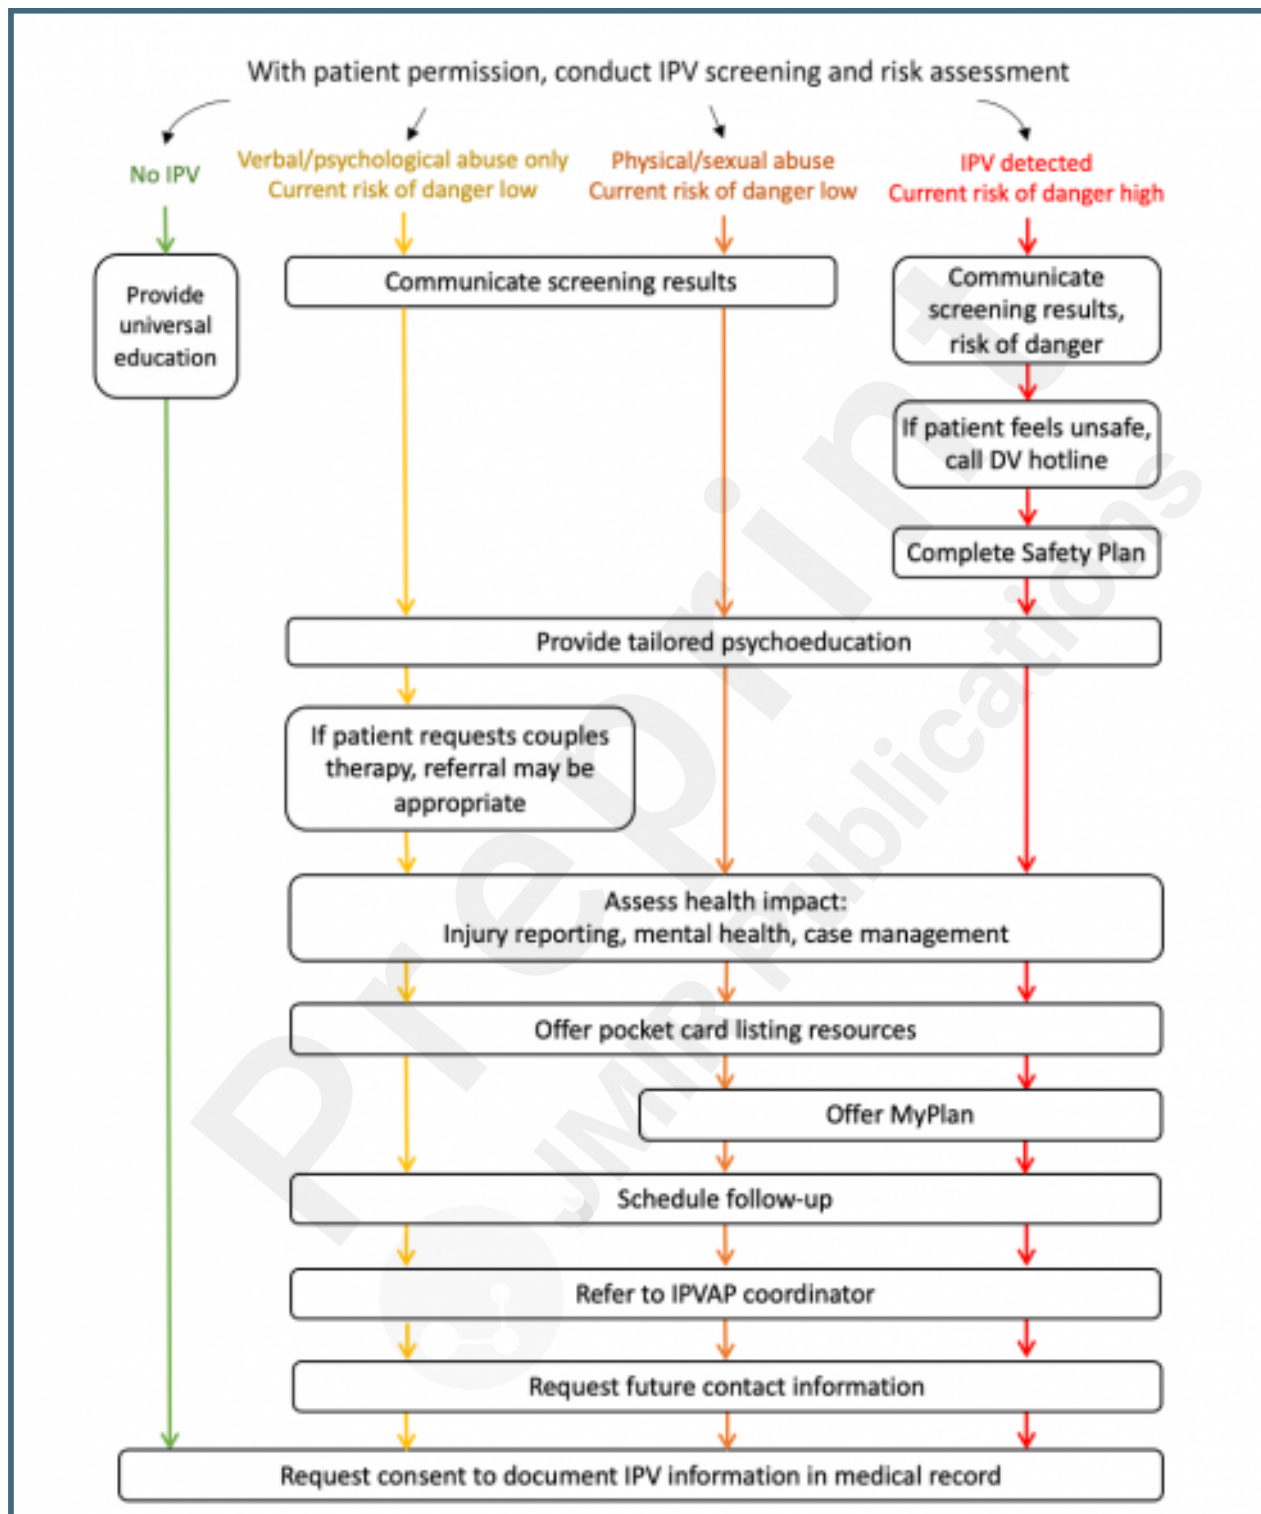 With patient permission, conduct IPV screening and risk assessment
No IPV
Verbal/psychological abuse only
Current risk of danger low
Physical/sexual abuse
Current risk of danger low
IPV detected
Current risk of danger high
Provide
universal
education
Communicate screening results
Communicate
screening results,
risk of danger
If patient feels unsafe,
call DV hotline
Complete Safety Plan
Provide tailored psychoeducation
If patient requests couples
therapy, referral may be
appropriate
Assess health impact:
Injury reporting, mental health, case management
Offer pocket card listing resources
Offer MyPlan
Schedule follow-up
Refer to IPVAP coordinator
Request future contact information
Request consent to document IPV information in medical record
Preprint
JMIR Publications